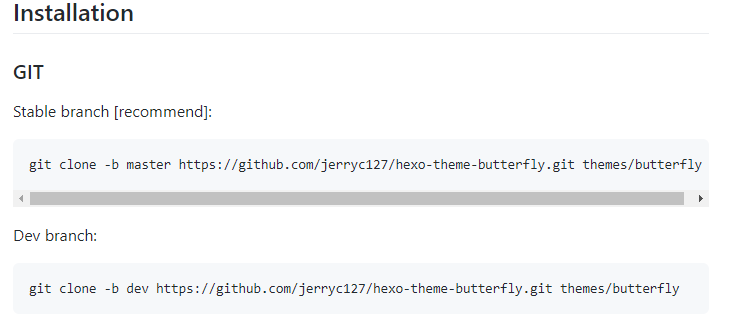 Installation
GIT
Stable branch [recommend]:
git clone -b master https://github.com/jerryc127/hexo-theme-butterfly.git themes/butterfly
Dev branch:
git clone -b dev https://github.com/jerryc127/hexo-theme-butterfly.git themes/butterfly